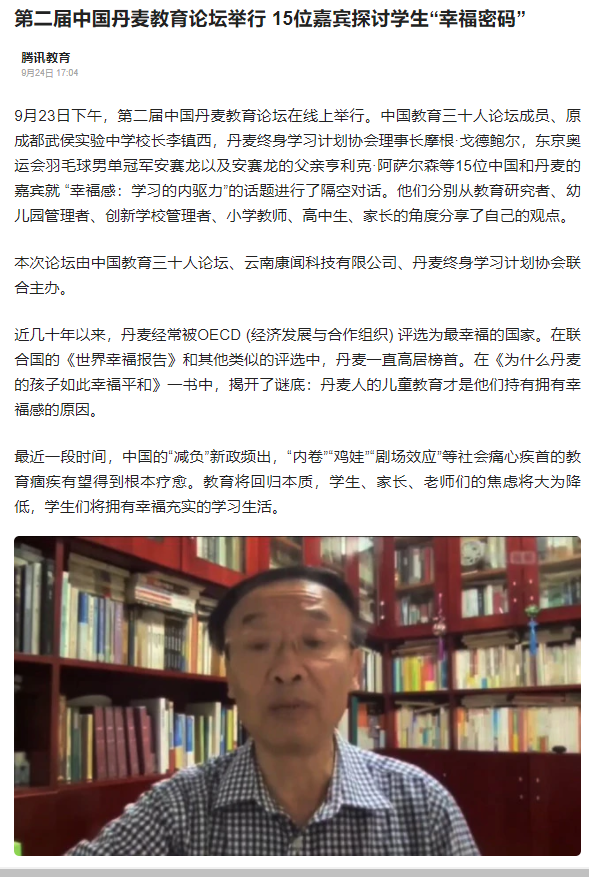 第二届中国丹麦教育论坛举行 15位嘉宾探讨学生“幸福密码”
腾讯教育
9月24日 17:04
9月23日下午，第二届中国丹麦教育论坛在线上举行。中国教育三十人论坛成员、原
成都武侯实验中学校长李镇西，丹麦终身学习计划协会理事长摩根·戈德鲍尔，东京奥
运会羽毛球男单冠军安赛龙以及安赛龙的父亲亨利克·阿萨尔森等15位中国和丹麦的
嘉宾就 “幸福感：学习的内驱力”的话题进行了隔空对话。他们分别从教育研究者、幼
儿园管理者、创新学校管理者、小学教师、高中生、家长的角度分享了自己的观点。
本次论坛由中国教育三十人论坛、云南康闻科技有限公司、丹麦终身学习计划协会联
合主办。
近几十年以来，丹麦经常被OECD (经济发展与合作组织) 评选为最幸福的国家。在联
合国的《世界幸福报告》和其他类似的评选中，丹麦一直高居榜首。在《为什么丹麦
的孩子如此幸福平和》一书中，揭开了谜底：丹麦人的儿童教育才是他们持有拥有幸
福感的原因。
最近一段时间，中国的“减负”新政频出，“内卷”“鸡娃”“剧场效应”等社会痛心疾首的教
育痼疾有望得到根本疗愈。教育将回归本质，学生、家长、老师们的焦虑将大为降
低，学生们将拥有幸福充实的学习生活。